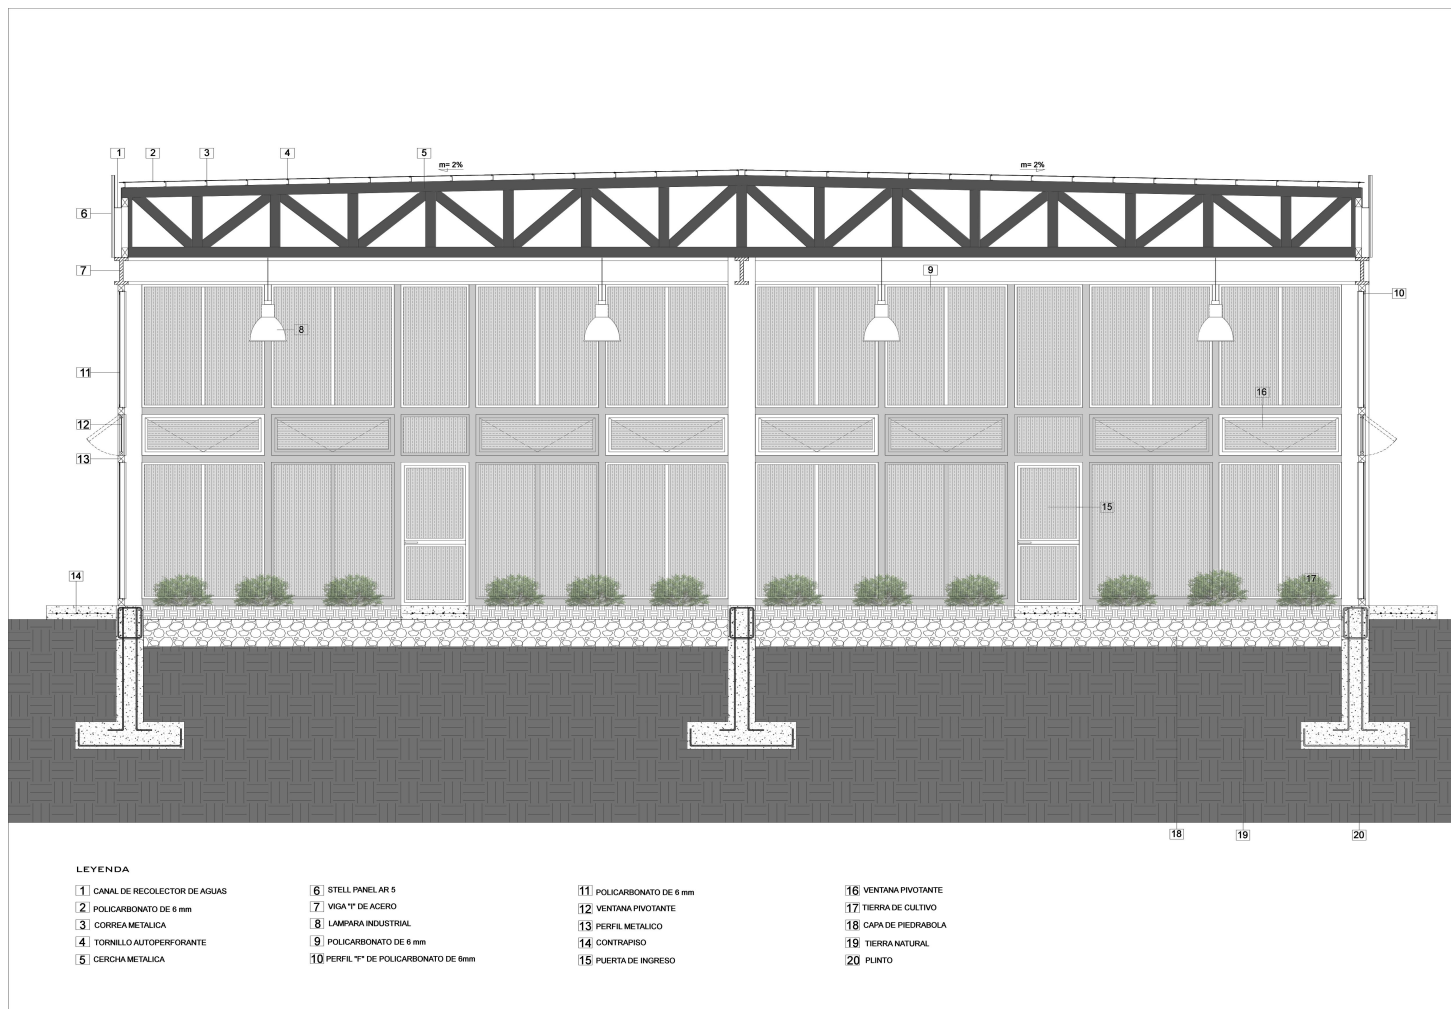 1 2 3 4 5
m= 2% m= 2%
6
7 9
10
8
11
16
12
13
15
14 17
18 19 20
LEYENDA
1 CANAL DE RECOLECTOR DE AGUAS
2 POLICARBONATO DE 6 mm
3 CORREA METALICA
4 TORNILLO AUTOPERFORANTE
5 CERCHA METALICA
6 STELL PANEL AR 5
7 VIGA "I" DE ACERO
8 LAMPARA INDUSTRIAL
9 POLICARBONATO DE 6 mm
10 PERFIL "F" DE POLICARBONATO DE 6mm
11 POLICARBONATO DE 6 mm
12 VENTANA PIVOTANTE
13 PERFIL METALICO
14 CONTRAPISO
15 PUERTA DE INGRESO
16 VENTANA PIVOTANTE
17 TIERRA DE CULTIVO
18 CAPA DE PIEDRABOLA
19 TIERRA NATURAL
20 PLINTO